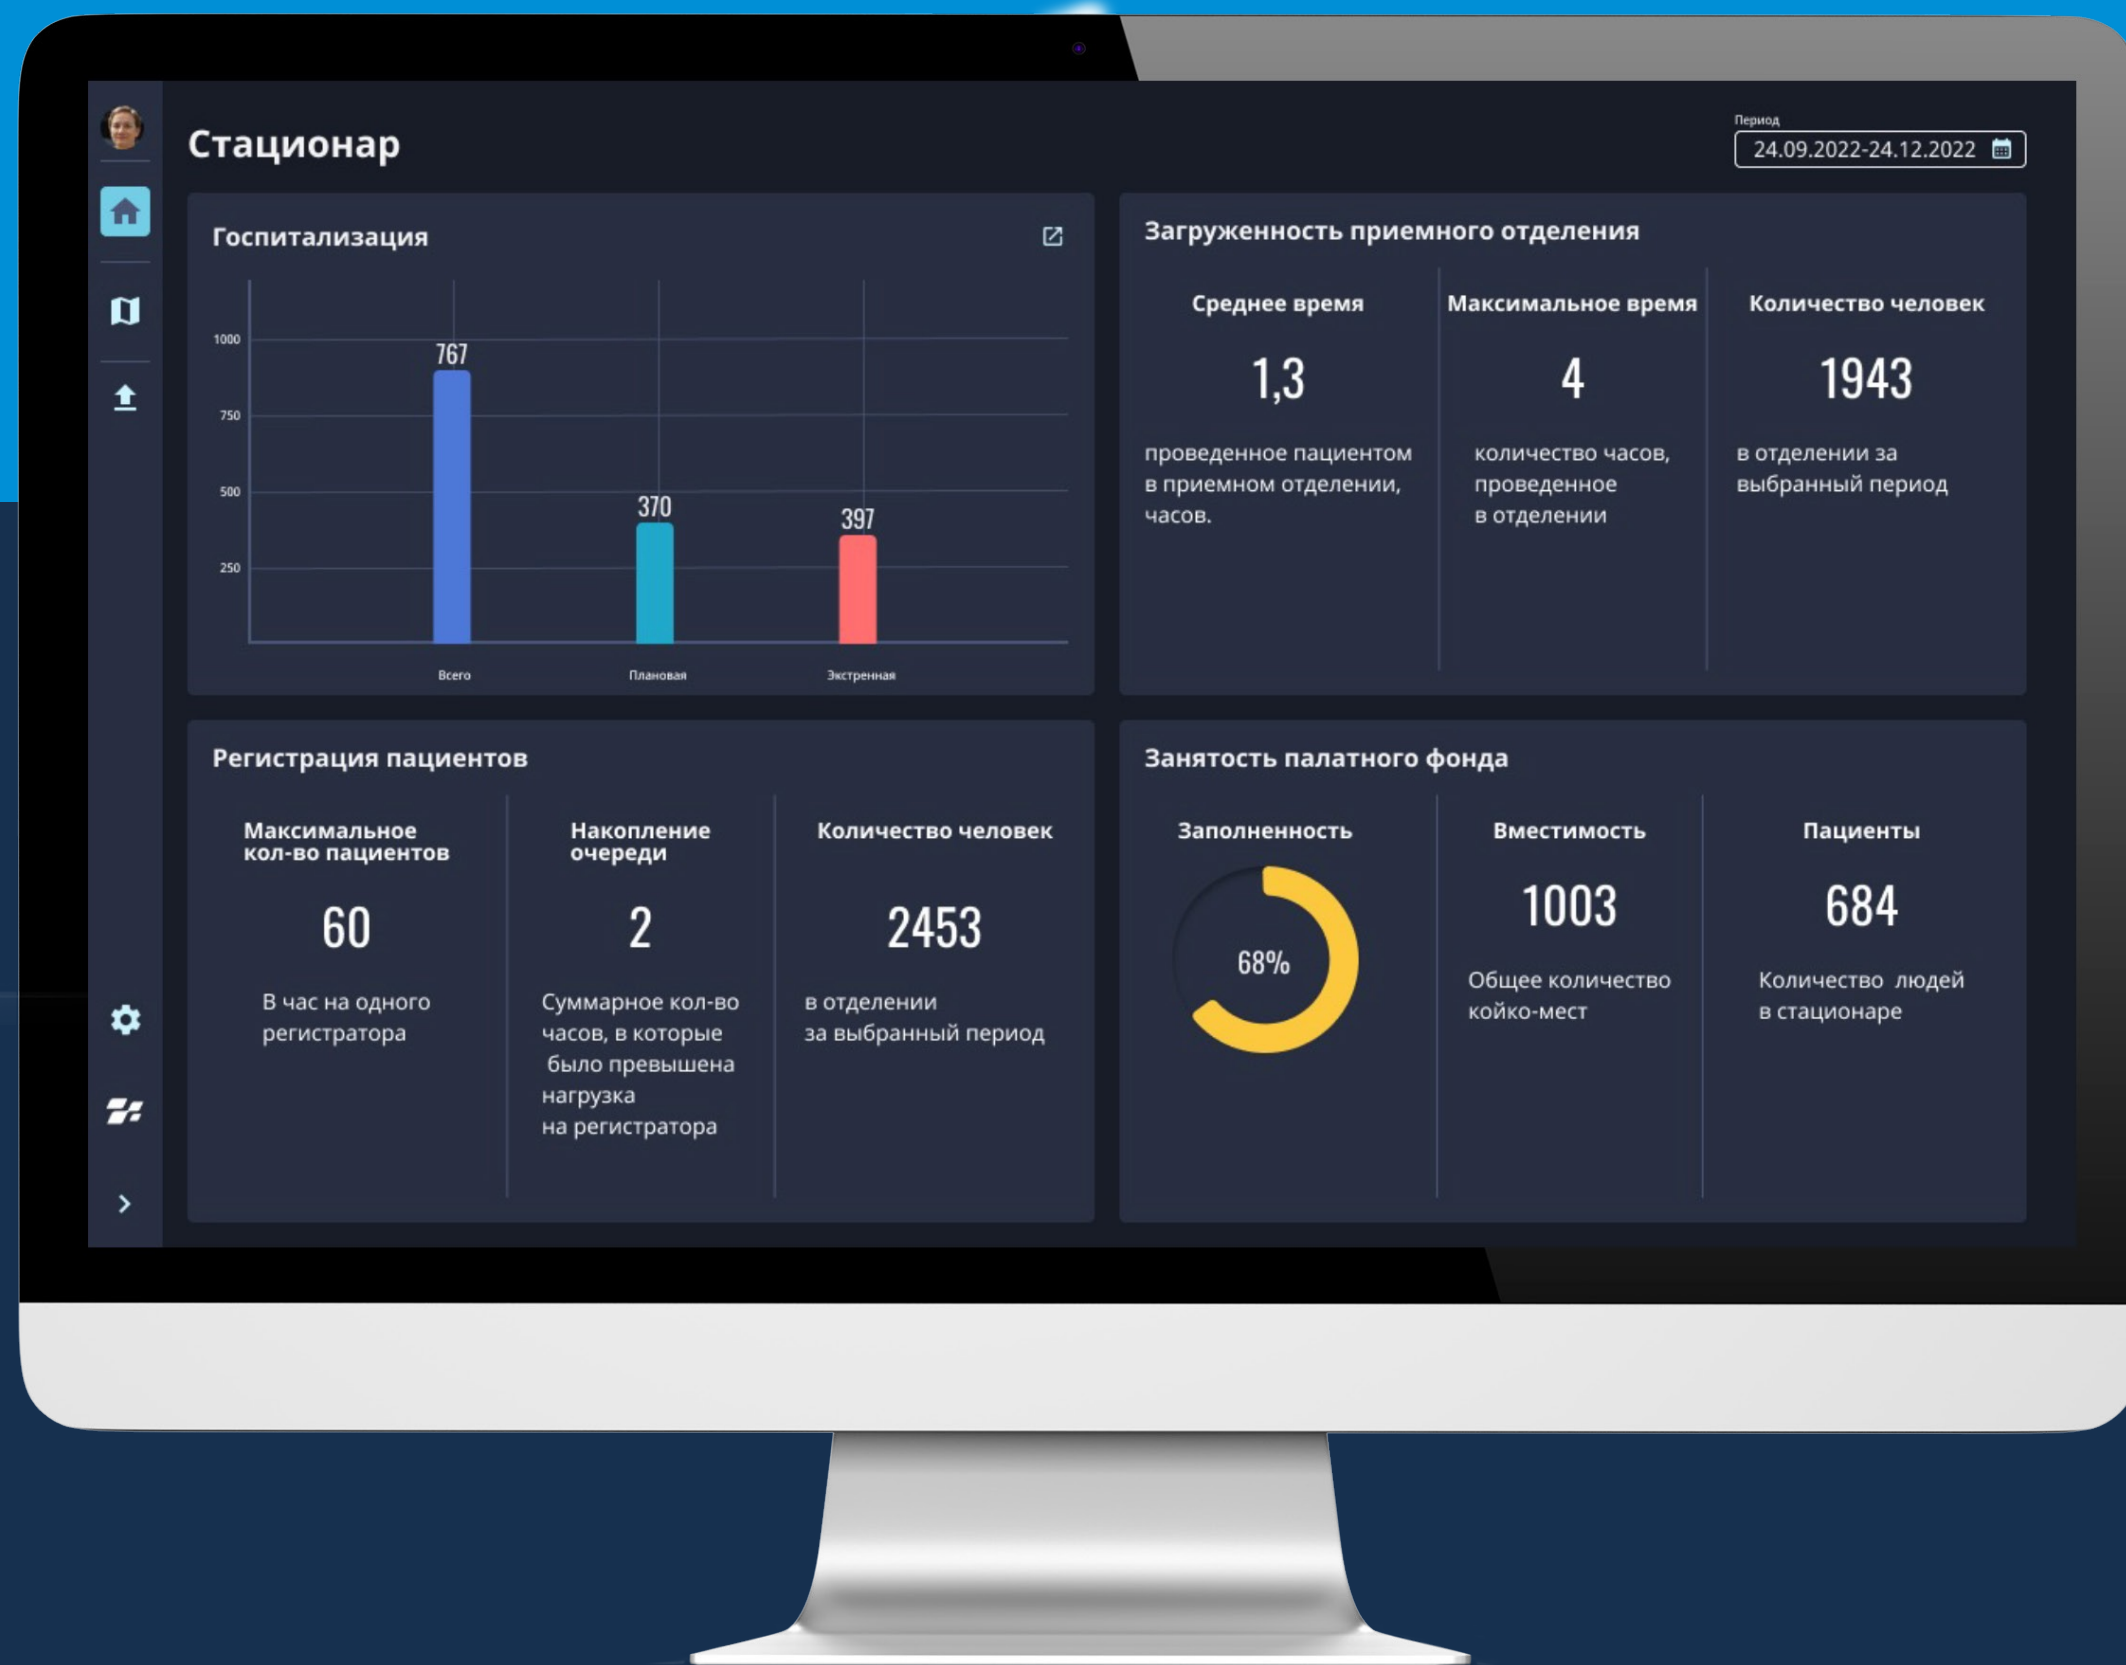 Стационар
Период
24.09.2022-24.12.2022
Госпитализация
1000
750
500
250
767
370
397
Всего
Плановая
Экстренная
Загруженность приемного отделения
Среднее время
1,3
проведенное пациентом
в приемном отделении,
часов.
Максимальное время
4
количество часов,
проведенное
в отделении
Количество человек
1943
в отделении за
выбранный период
Регистрация пациентов
Максимальное
кол-во пациентов
60
В час на одного
регистратора
Накопление
очереди
2
Суммарное кол-во
часов, в которые
было превышена
нагрузка
на регистратора
Количество человек
2453
в отделении
за выбранный период
Занятость палатного фонда
Заполненность
68%
Вместимость
1003
Общее количество
койко-мест
Пациенты
684
Количество людей
в стационаре